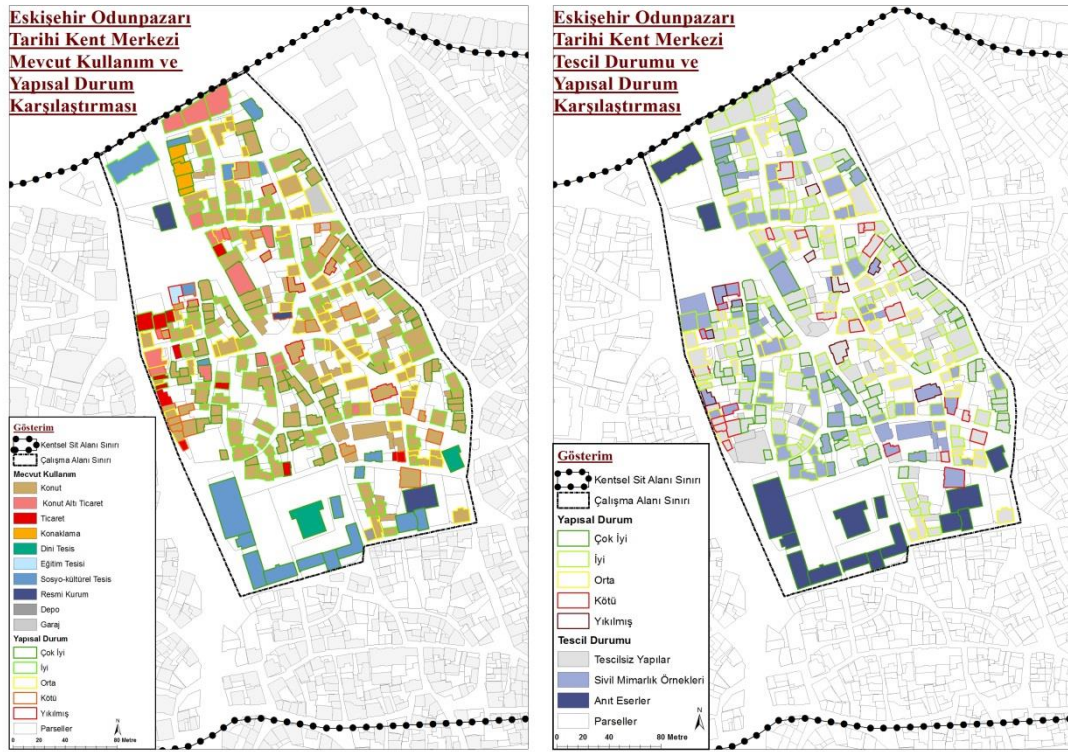 Eskişehir Odunpazarı
Tarihi Kent Merkezi
Mevcut Kullanım ve
Yapısal Durum
Karşılaştırması
Gösterim
Kentsel Sit Alanı Sınırı
Çalışma Alanı Sınırı
Mevcut Kullanım
Konut
Konut Altı Ticaret
Ticaret
Konaklama
Dini Tesis
Eğitim Tesisi
Sosyo-kültürel Tesis
Resmi Kurum
Depo
Garaj
Yapısal Durum
Çok İyi
İyi
Orta
Kötü
Yıkılmış
Parseller
N
0 20 40 80 Metre
Eskişehir Odunpazarı
Tarihi Kent Merkezi
Tescil Durumu ve
Yapısal Durum
Karşılaştırması
Gösterim
Kentsel Sit Alanı Sınırı
Çalışma Alanı Sınırı
Yapısal Durum
Çok İyi
İyi
Orta
Kötü
Yıkılmış
Tescil Durumu
Tescilsiz Yapılar
Sivil Mimarlık Örnekleri
Anıt Eserler
Parseller
N
0 20 40 80 Metre